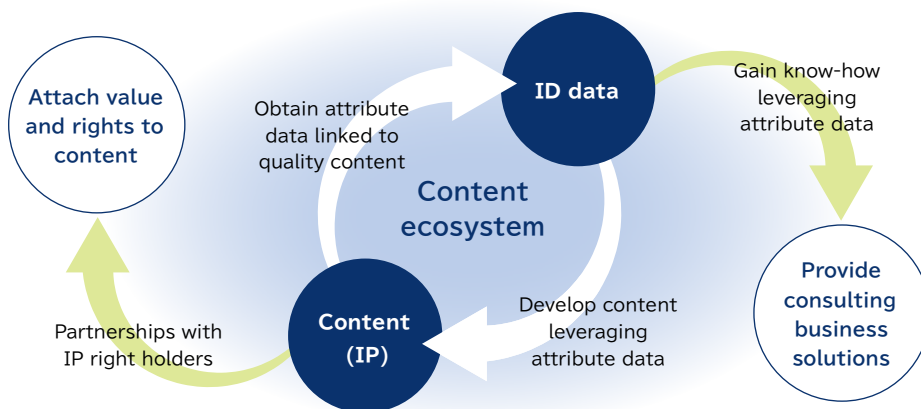 Attach value
and rights to
content
Obtain attribute
data linked to
quality content
ID data
Gain know-how
leveraging
attribute data
Content
ecosystem
Partnerships with
IP right holders
Content
(IP)
Develop content
leveraging
attribute data
Provide
consulting
business
solutions